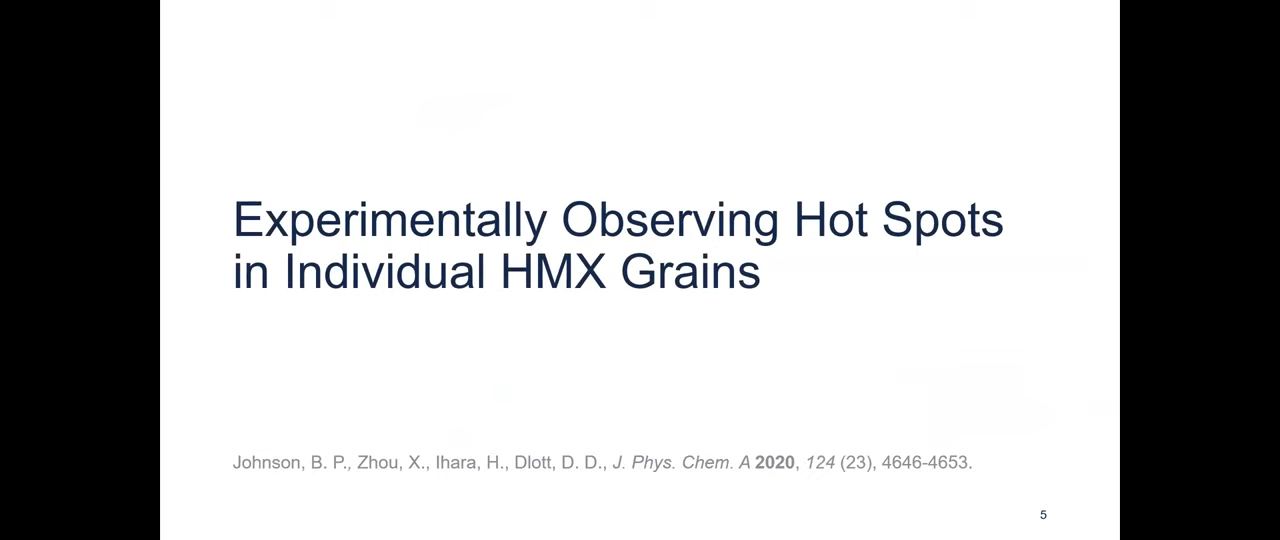 Experimentally Observing Hot Spots
in Individual HMX Grains
Johnson, B. P., Zhou, X., Ihara, H., Dlott, D. D., J. Phys. Chem. A 2020, 124 (23), 4646-4653.
5